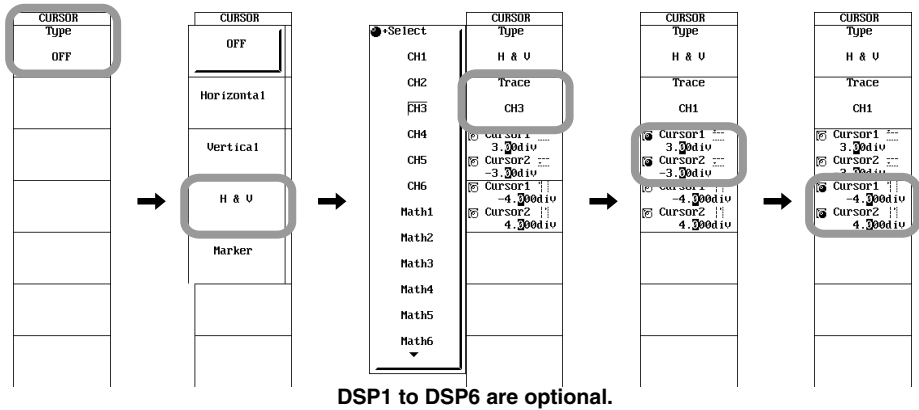 CURSOR
Type
OFF
CURSOR
OFF
Horizontal
Vertical
H & V
Marker
Select
CH1
CH2
CH3
CH4
CH5
CH6
Math1
Math2
Math3
Math4
Math5
Math6
CURSOR
Type
H & V
Trace
CH3
Cursor1
3.00div
Cursor2
-3.00div
Cursor1
-4.000div
Cursor2
4.000div
CURSOR
Type
H & V
Trace
CH1
Cursor1
3.00div
Cursor2
-3.00div
Cursor1
-4.000div
Cursor2
4.000div
CURSOR
Type
H & V
Trace
CH1
Cursor1
3.00div
Cursor2
-3.00div
Cursor1
-4.000div
Cursor2
4.000div
DSP1 to DSP6 are optional.